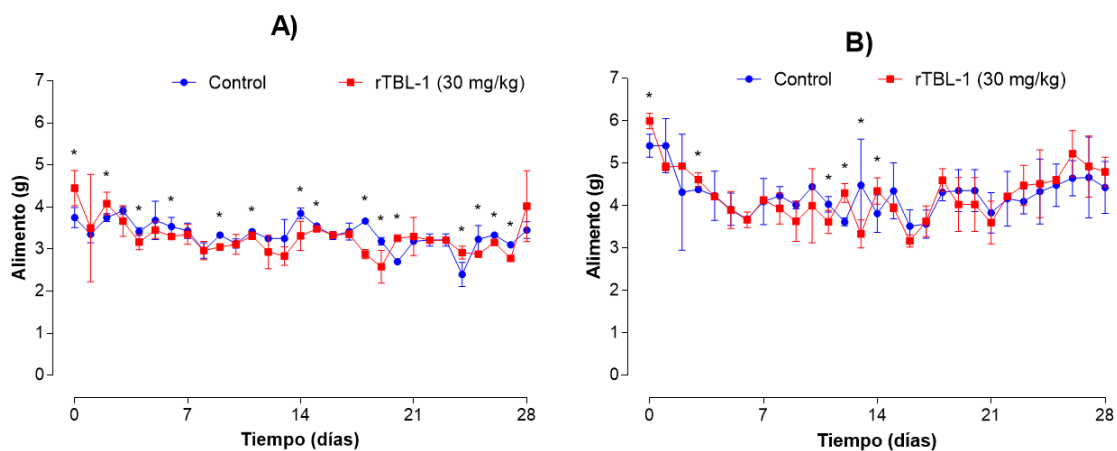 A)
Control rTBL-1 (30 mg/kg)
7
6
5
4
3
2
1
0
Alimento (g)
* * * * * * * * * * * * * * *
0 7 14 21 28
Tiempo (días)
B)
Control rTBL-1 (30 mg/kg)
7
6
5
4
3
2
1
0
Alimento (g)
* * * * * *
0 7 14 21 28
Tiempo (días)